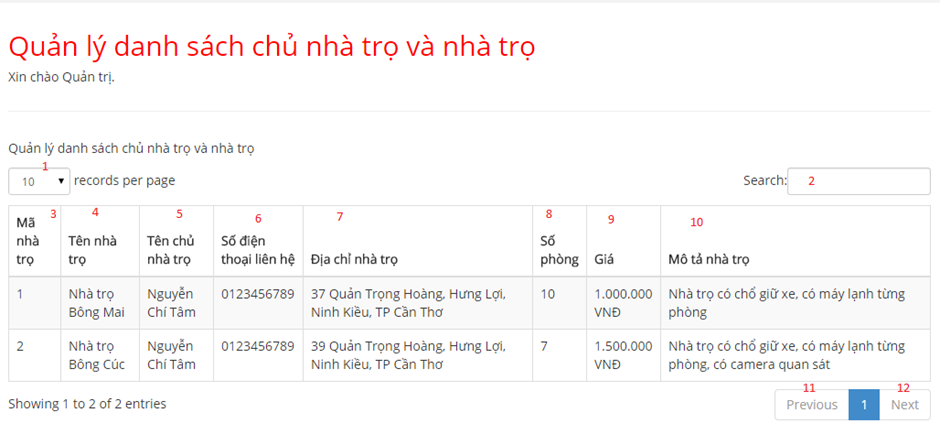 Quản lý danh sách chủ nhà trọ và nhà trọ
Xin chào Quản trị.
Quản lý danh sách chủ nhà trọ và nhà trọ
1
10 records per page
Search: 2
3 4 5 6 7 8 9 10
Mã nhà trọ Tên nhà trọ Tên chủ nhà trọ Số điện thoại liên hệ Địa chỉ nhà trọ Số phòng Giá Mô tả nhà trọ
1 Nhà trọ Bông Mai Nguyễn Chí Tâm 0123456789 37 Quản Trọng Hoàng, Hưng Lợi, Ninh Kiều, TP Cần Thơ 10 1.000.000 VNĐ Nhà trọ có chổ giữ xe, có máy lạnh từng phòng
2 Nhà trọ Bông Cúc Nguyễn Chí Tâm 0123456789 39 Quản Trọng Hoàng, Hưng Lợi, Ninh Kiều, TP Cần Thơ 7 1.500.000 VNĐ Nhà trọ có chổ giữ xe, có máy lạnh từng phòng, có camera quan sát
11 12
Showing 1 to 2 of 2 entries
Previous 1 Next